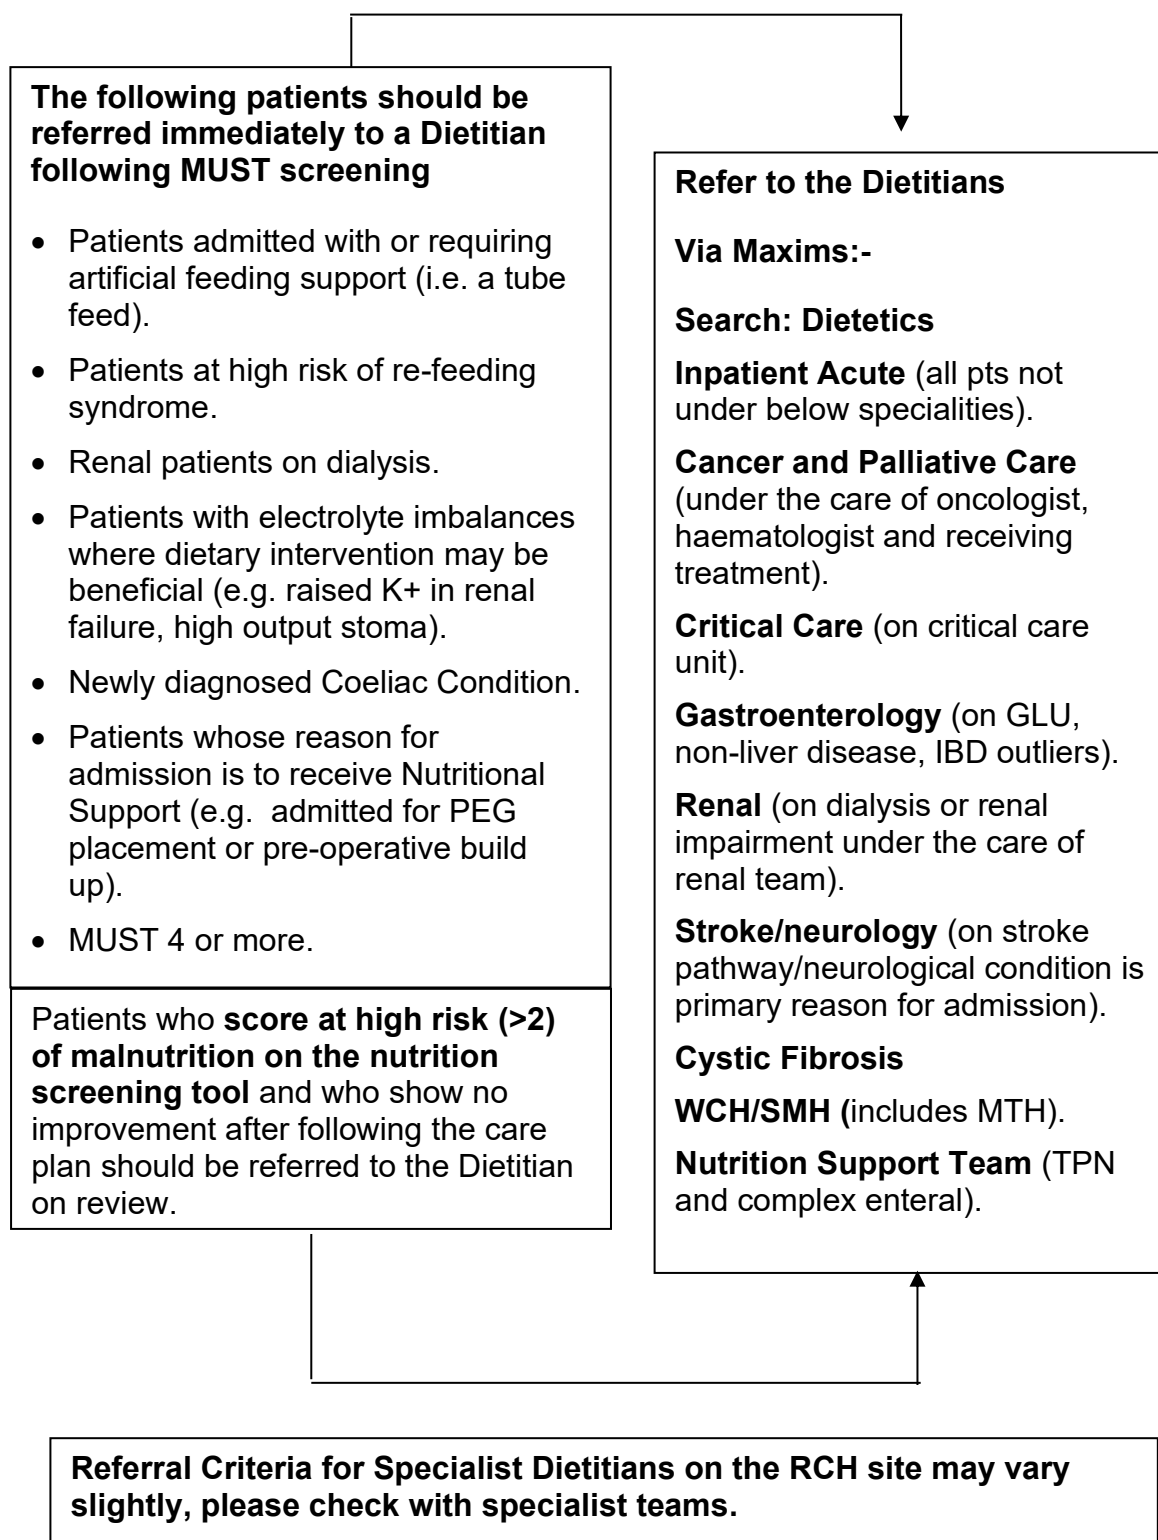 The following patients should be
referred immediately to a Dietitian
following MUST screening
• Patients admitted with or requiring
artificial feeding support (i.e. a tube
feed).
• Patients at high risk of re-feeding
syndrome.
• Renal patients on dialysis.
• Patients with electrolyte imbalances
where dietary intervention may be
beneficial (e.g. raised K+ in renal
failure, high output stoma).
• Newly diagnosed Coeliac Condition.
• Patients whose reason for
admission is to receive Nutritional
Support (e.g.  admitted for PEG
placement or pre-operative build
up).
• MUST 4 or more.
Patients who score at high risk (>2)
of malnutrition on the nutrition
screening tool and who show no
improvement after following the care
plan should be referred to the Dietitian
on review.
Refer to the Dietitians
Via Maxims:-
Search: Dietetics
Inpatient Acute (all pts not
under below specialities).
Cancer and Palliative Care
(under the care of oncologist,
haematologist and receiving
treatment).
Critical Care (on critical care
unit).
Gastroenterology (on GLU,
non-liver disease, IBD outliers).
Renal (on dialysis or renal
impairment under the care of
renal team).
Stroke/neurology (on stroke
pathway/neurological condition is
primary reason for admission).
Cystic Fibrosis
WCH/SMH (includes MTH).
Nutrition Support Team (TPN
and complex enteral).
Referral Criteria for Specialist Dietitians on the RCH site may vary
slightly, please check with specialist teams.